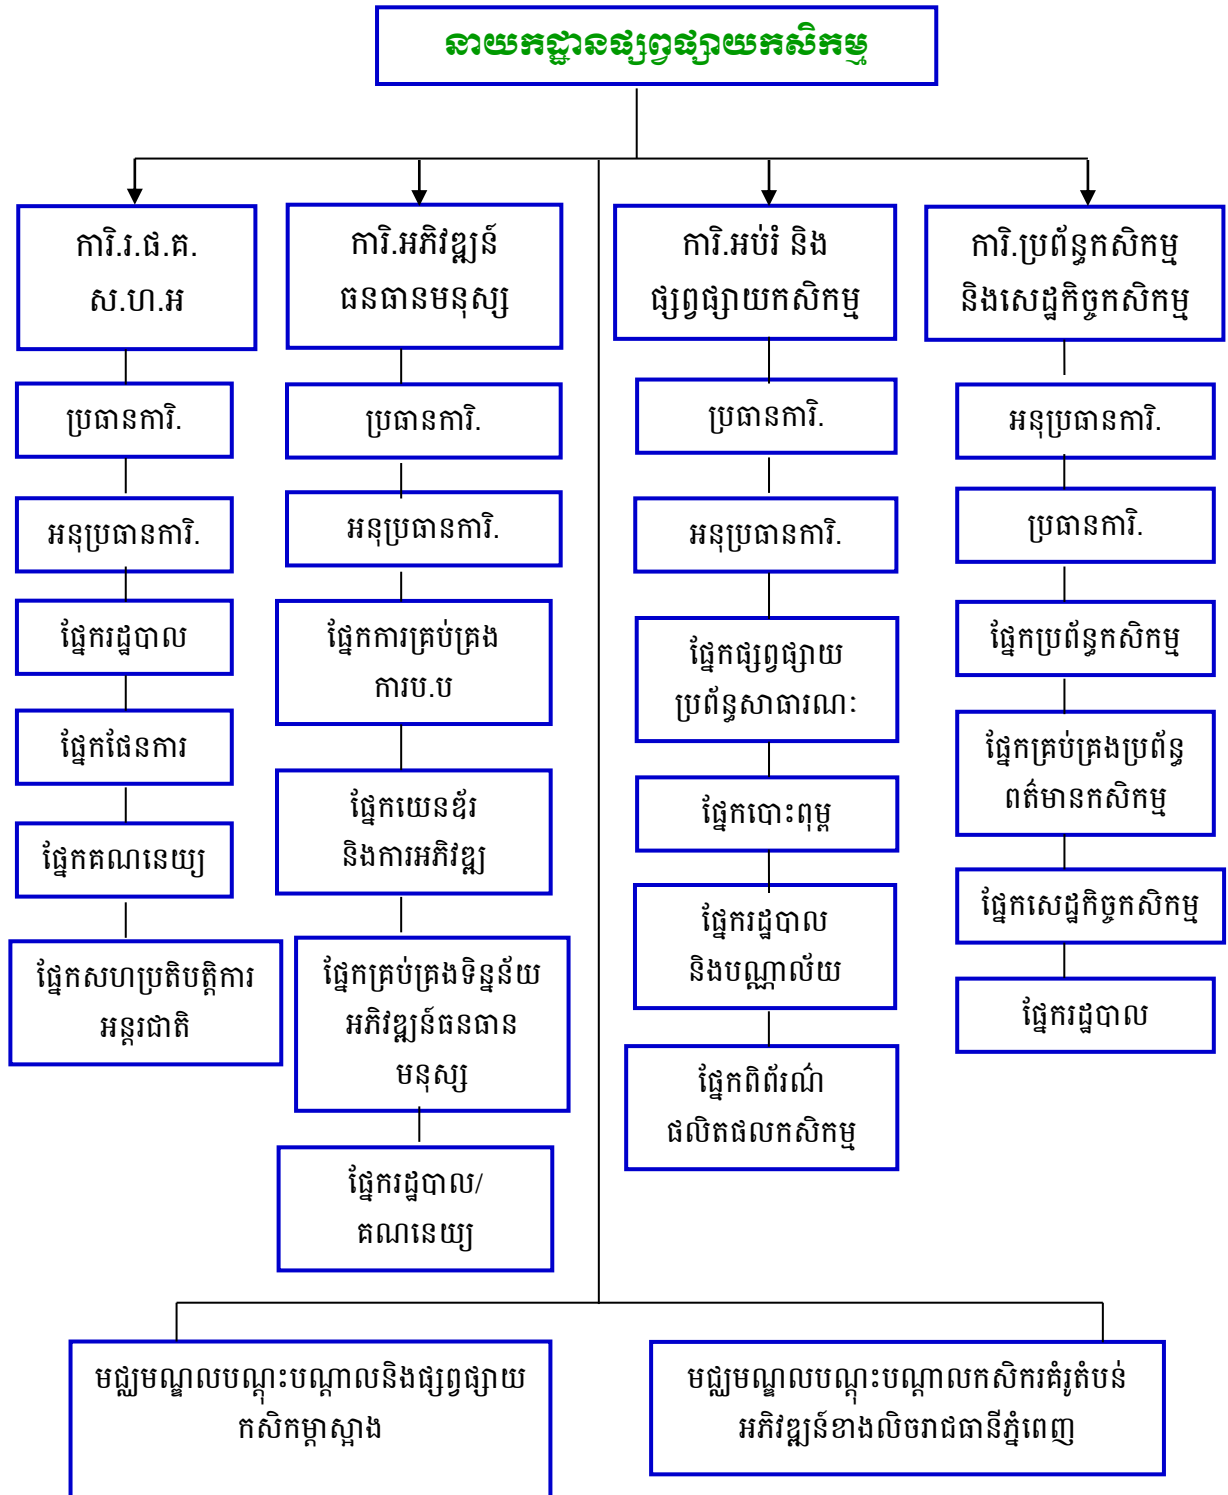 នាយកដ្ឋានផ្សព្វផ្សាយកសិកម្ម
ការិ.រ.ផ.គ.
ស.ហ.អ
ប្រធានការិ.
អនុប្រធានការិ.
ផ្នែករដ្ឋបាល
ផ្នែកផែនការ
ផ្នែកគណនេយ្យ
ផ្នែកសហប្រតិបត្តិការ
អន្តរជាតិ
ការិ.អភិវឌ្ឍន៍
ធនធានមនុស្ស
ប្រធានការិ.
អនុប្រធានការិ.
ផ្នែកការគ្រប់គ្រង
ការប.ប
ផ្នែកយេនឌ័រ
និងការអភិវឌ្ឍ
ផ្នែកគ្រប់គ្រងទិន្នន័យ
អភិវឌ្ឍន៍ធនធាន
មនុស្ស
ផ្នែករដ្ឋបាល/
គណនេយ្យ
ការិ.អប់រំ និង
ផ្សព្វផ្សាយកសិកម្ម
ប្រធានការិ.
អនុប្រធានការិ.
ផ្នែកផ្សព្វផ្សាយ
ប្រព័ន្ធសាធារណៈ
ផ្នែកបោះពុម្ព
ផ្នែករដ្ឋបាល
និងបណ្ណាល័យ
ផ្នែកពិព័រណ៌
ផលិតផលកសិកម្ម
ការិ.ប្រព័ន្ធកសិកម្ម
និងសេដ្ឋកិច្ចកសិកម្ម
អនុប្រធានការិ.
ប្រធានការិ.
ផ្នែកប្រព័ន្ធកសិកម្ម
ផ្នែកគ្រប់គ្រងប្រព័ន្ធ
ពត៌មានកសិកម្ម
ផ្នែកសេដ្ឋកិច្ចកសិកម្ម
ផ្នែករដ្ឋបាល
មជ្ឈមណ្ឌលបណ្តុះបណ្តាលនិងផ្សព្វផ្សាយ
កសិកម្មាស្អាង
មជ្ឈមណ្ឌលបណ្តុះបណ្តាលកសិករគំរូតំបន់
អភិវឌ្ឍន៍ខាងលិចរាជធានីភ្នំពេញ